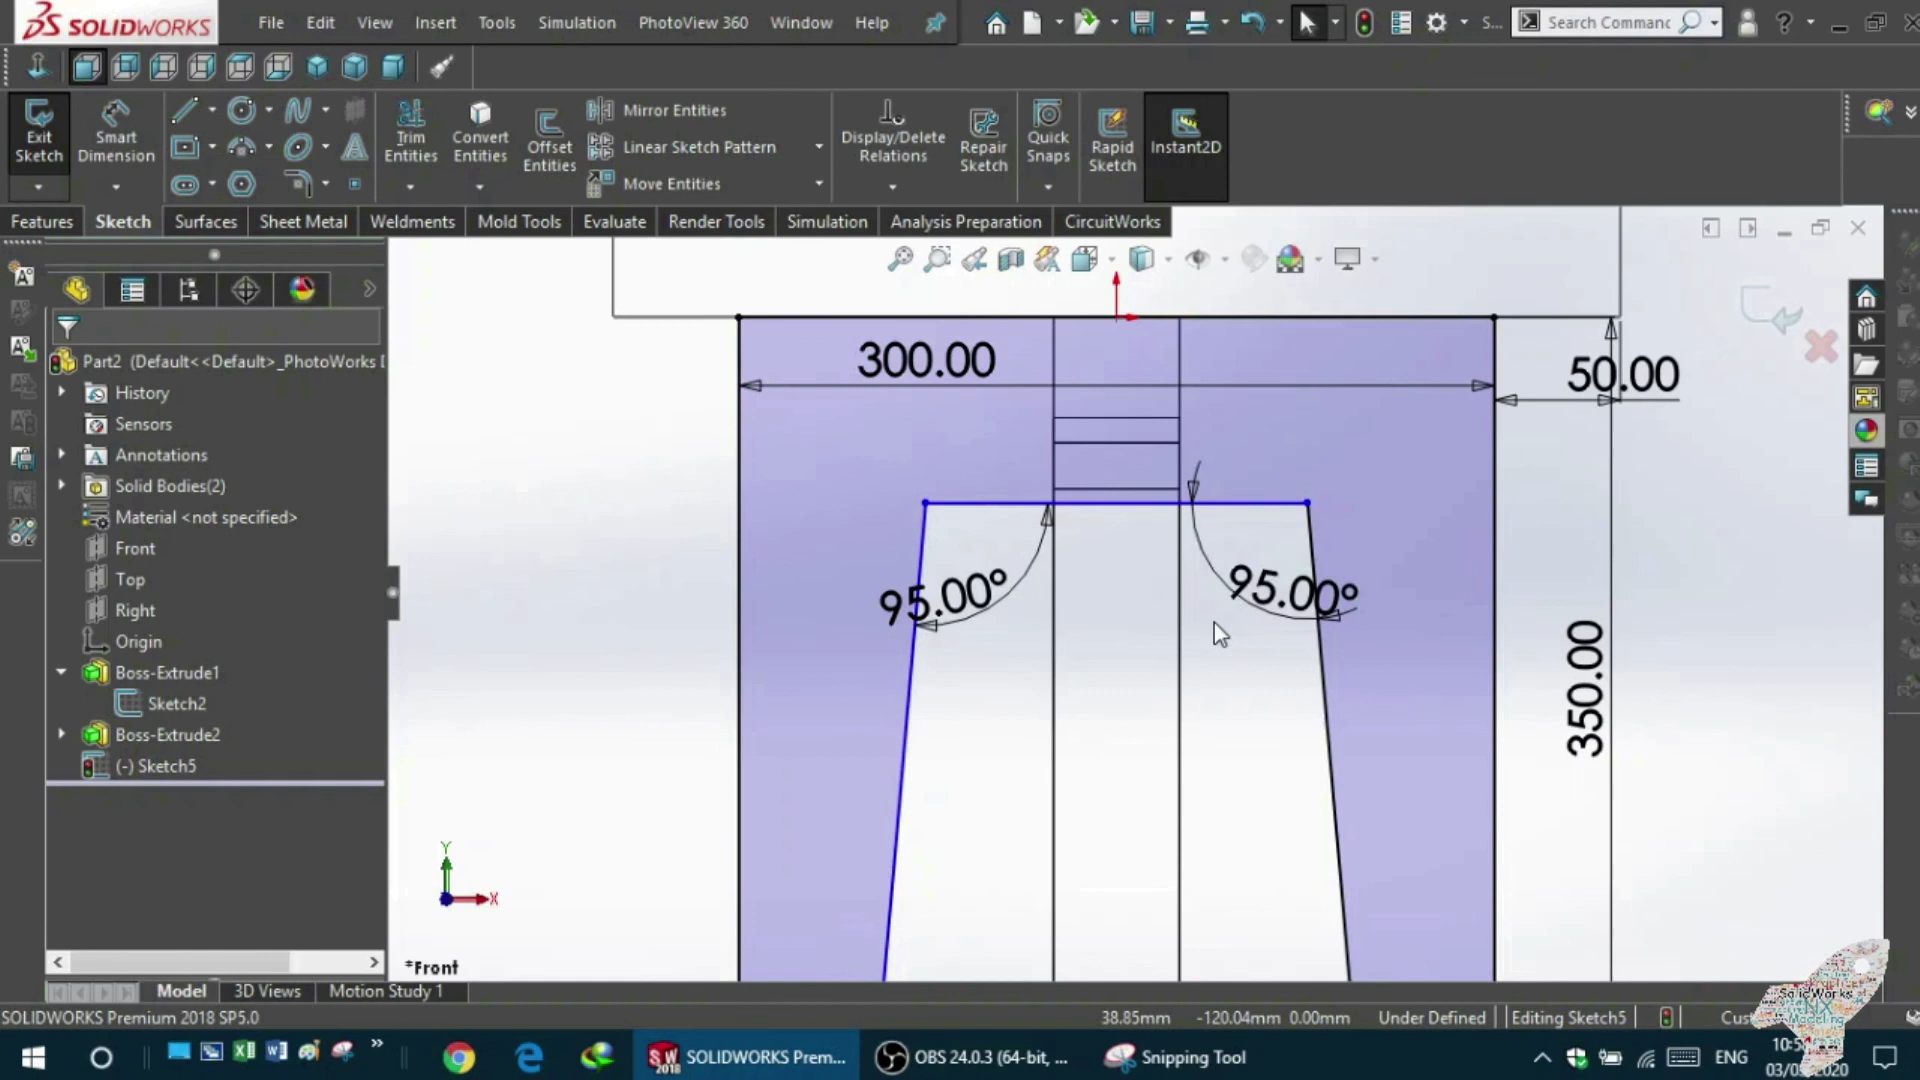 SOLIDWORKS File Edit View Insert Tools Simulation PhotoView 360 Window Help S... Search Commanc
Exit Sketch
Smart Dimension
Trim Entities
Convert Entities
Offset Entities
Mirror Entities
Linear Sketch Pattern
Move Entities
Display/Delete Relations
Repair Sketch
Quick Snaps
Rapid Sketch
Instant2D
Features Sketch Surfaces Sheet Metal Weldments Mold Tools Evaluate Render Tools Simulation Analysis Preparation CircuitWorks
Part2 (Default<<Default>_PhotoWorks
History
Sensors
Annotations
Solid Bodies(2)
Material <not specified>
Front
Top
Right
Origin
Boss-Extrude1
Sketch2
Boss-Extrude2
(-) Sketch5
300.00
50.00
95.00°
95.00°
350.00
Y
X
*Front
Model 3D Views Motion Study 1
SOLIDWORKS Premium 2018 SP5.0 38.85mm -120.04mm 0.00mm Under Defined Editing Sketch5
SolidWorks
NX
Modeling
SW 2018 SOLIDWORKS Prem... OBS 24.0.3 (64-bit, ... Snipping Tool ENG